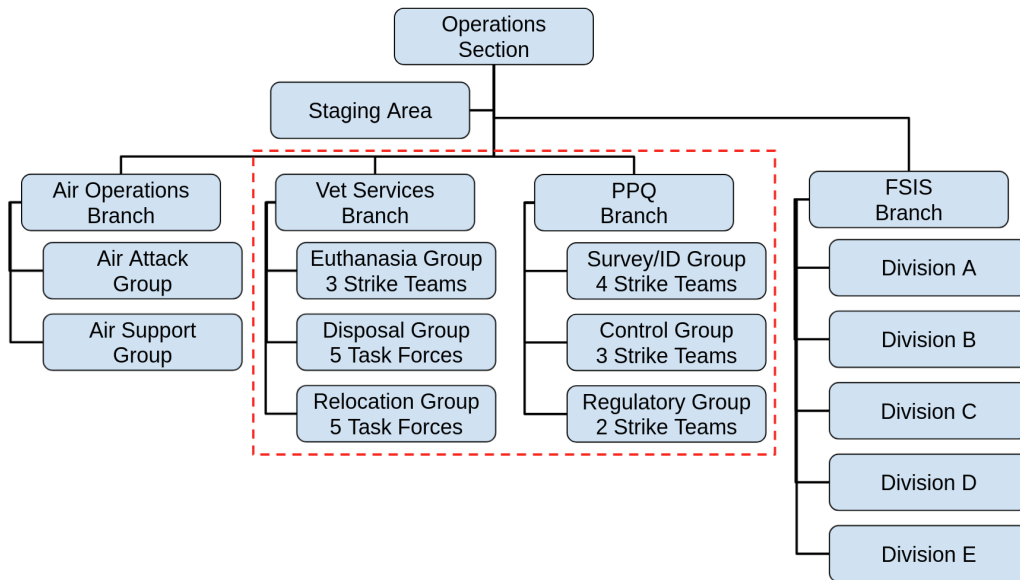 Operations
Section
Staging Area
Air Operations
Branch
Air Attack
Group
Air Support
Group
Vet Services
Branch
Euthanasia Group
3 Strike Teams
Disposal Group
5 Task Forces
Relocation Group
5 Task Forces
PPQ
Branch
Survey/ID Group
4 Strike Teams
Control Group
3 Strike Teams
Regulatory Group
2 Strike Teams
FSIS
Branch
Division A
Division B
Division C
Division D
Division E